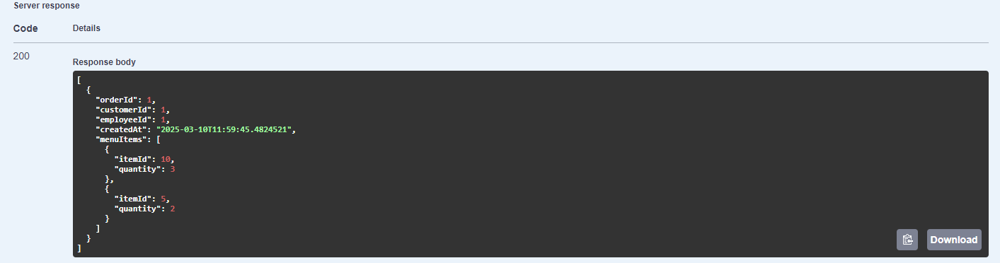 Server response
Code Details
200
Response body
[
  {
    "orderId": 1,
    "customerId": 1,
    "employeeId": 1,
    "createdAt": "2025-03-10T11:59:45.4824521",
    "menuItems": [
      {
        "itemId": 10,
        "quantity": 3
      },
      {
        "itemId": 5,
        "quantity": 2
      }
    ]
  }
]
Download